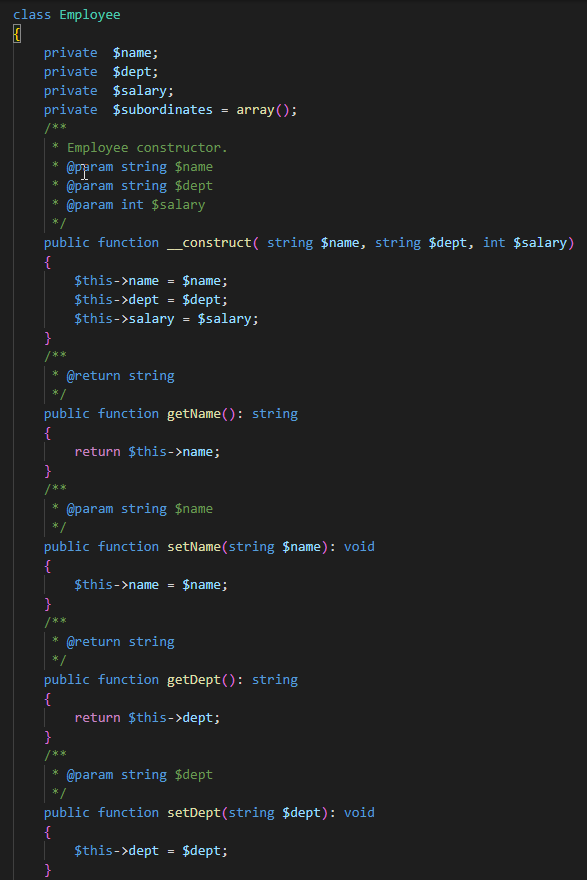 class Employee
{
    private  $name;
    private  $dept;
    private  $salary;
    private  $subordinates = array();
    /**
     * Employee constructor.
     * @param string $name
     * @param string $dept
     * @param int $salary
     */
    public function __construct( string $name, string $dept, int $salary)
    {
        $this->name = $name;
        $this->dept = $dept;
        $this->salary = $salary;
    }
    /**
     * @return string
     */
    public function getName(): string
    {
        return $this->name;
    }
    /**
     * @param string $name
     */
    public function setName(string $name): void
    {
        $this->name = $name;
    }
    /**
     * @return string
     */
    public function getDept(): string
    {
        return $this->dept;
    }
    /**
     * @param string $dept
     */
    public function setDept(string $dept): void
    {
        $this->dept = $dept;
    }